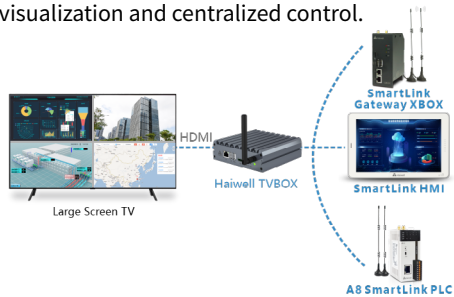 visualization and centralized control.
SmartLink
Gateway XBOX
HDMI
Haiwell TVBOX
SmartLink HMI
Large Screen TV
A8 SmartLink PLC